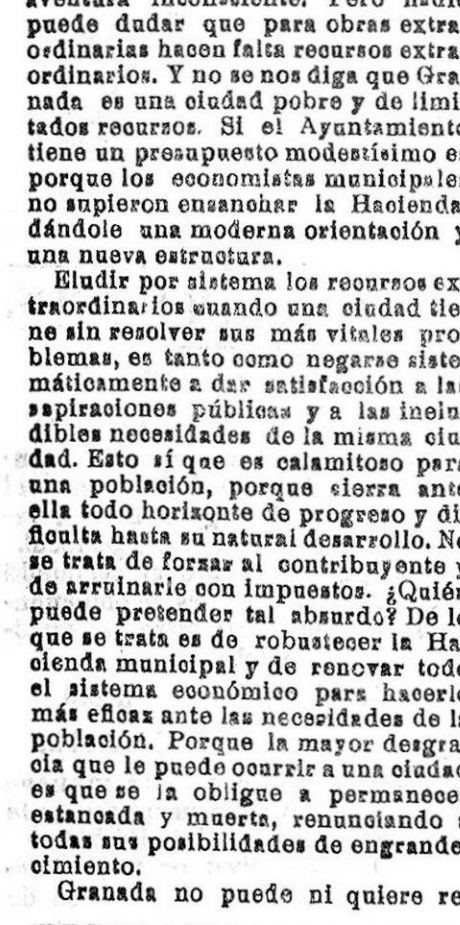 aventura inconsciente. Pero nadie
puede dudar que para obras extra
ordinarias hacen falta recursos extra
ordinarios. Y no se nos diga que Gra
nada es una ciudad pobre y de limi
tados recursos. Si el Ayuntamiento
tiene un presupuesto modestísimo e
porque los economistas municipale
no supieron ensanchar la Hacienda
dándole una moderna orientación y
una nueva estructura.
Eludir por sistema los recursos ex
traordinarios cuando una ciudad tie
ne sin resolver sus más vitales pro
blemas, es tanto como negarse siste
máticamente a dar satisfacción a la
aspiraciones públicas y a las inelu
dibles necesidades de la misma ciu
dad. Esto sí que es calamitoso para
una población, porque cierra ante
ella todo horizonte de progreso y di
ficulta hasta su natural desarrollo. No
se trata de forzar al contribuyente y
de arruinarle con impuestos. ¿Quién
puede pretender tal absurdo? De lo
que se trata es de robustecer la Ha
cienda municipal y de renovar todo
el sistema económico para hacerlo
más eficaz ante las necesidades de l
población. Porque la mayor desgra
cia que le puede ocurrir a una ciudad
es que se la obligue a permanece
estancada y muerta, renunciando a
todas sus posibilidades de engrande
cimiento.
Granada no puede ni quiere re